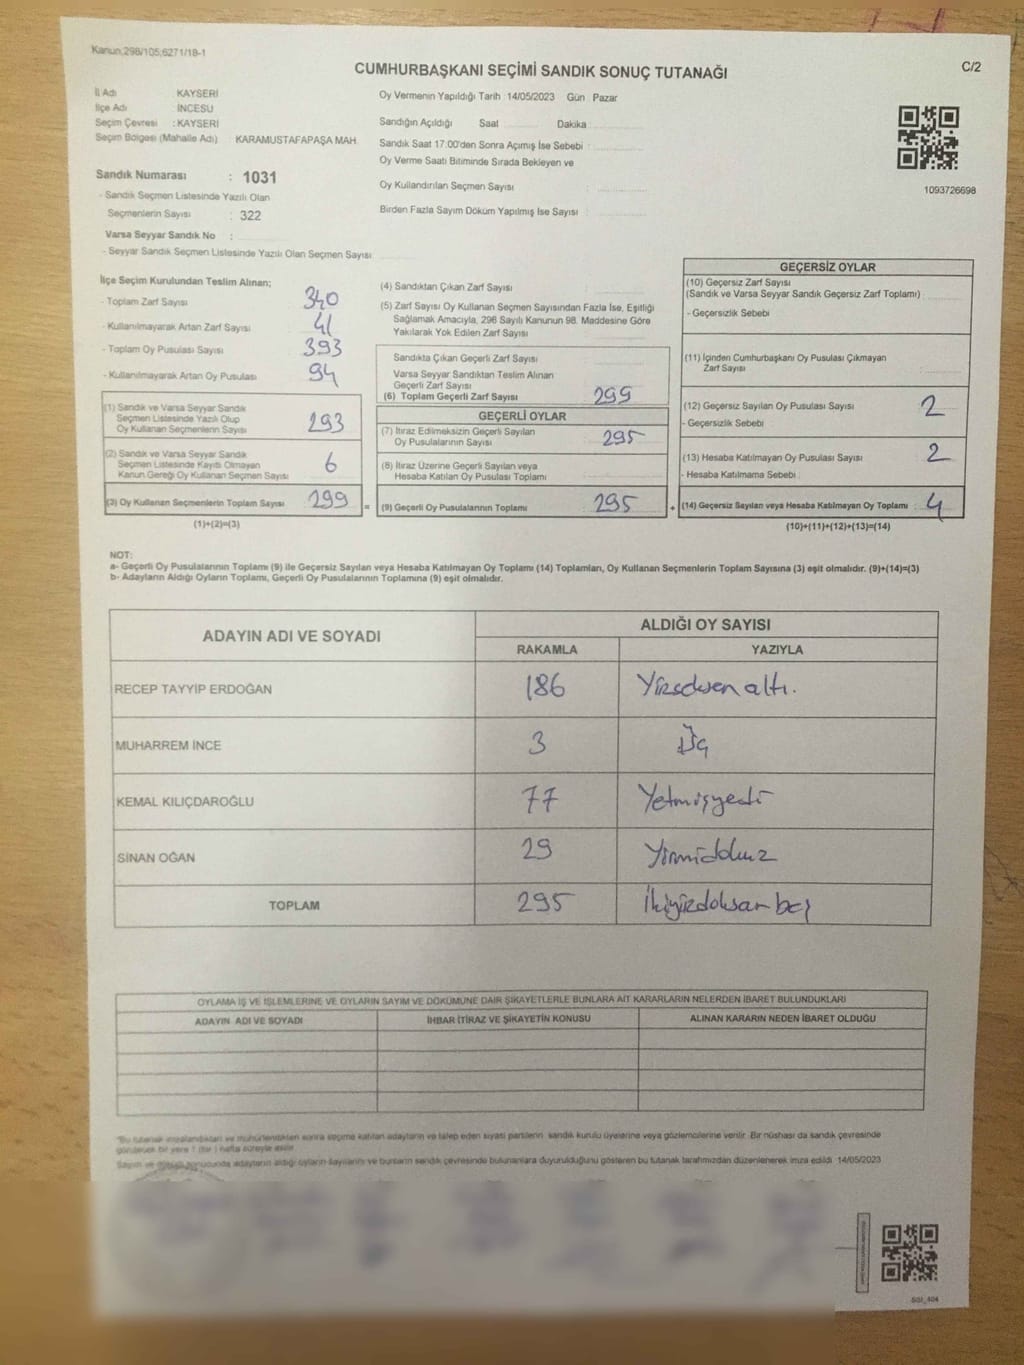 Kanun,298/105;6271/18-1
CUMHURBAŞKANI SEÇİMİ SANDIK SONUÇ TUTANAĞI
C/2
İl Adı KAYSERİ
İlçe Adı İNCESU
Seçim Çevresi : KAYSERİ
Seçim Bölgesi (Mahalle Adı) KARAMUSTAFAPAŞA MAH.
Sandık Numarası : 1031
- Sandık Seçmen Listesinde Yazılı Olan
Seçmenlerin Sayısı : 322
Varsa Seyyar Sandık No :
- Seyyar Sandık Seçmen Listesinde Yazılı Olan Seçmen Sayısı:
Oy Vermenin Yapıldığı Tarih : 14/05/2023 Gün : Pazar
Sandığın Açıldığı Saat Dakika :
Sandık Saat 17:00'den Sonra Açımış İse Sebebi :
Oy Verme Saati Bitiminde Sırada Bekleyen ve
Oy Kullandırılan Seçmen Sayısı :
Birden Fazla Sayım Döküm Yapılmış İse Sayısı :
1093726698
İlçe Seçim Kurulundan Teslim Alınan;
- Toplam Zarf Sayısı 340
- Kullanılmayarak Artan Zarf Sayısı 41
- Toplam Oy Pusulası Sayısı 393
- Kullanılmayarak Artan Oy Pusulası 94
(1) Sandık ve Varsa Seyyar Sandık
Seçmen Listesinde Yazılı Olup
Oy Kullanan Seçmenlerin Sayısı 293
(2) Sandık ve Varsa Seyyar Sandık
Seçmen Listesinde Kayıtlı Olmayan
Kanun Gereği Oy Kullanan Seçmen Sayısı 6
(3) Oy Kullanan Seçmenlerin Toplam Sayısı 299
(1)+(2)=(3)
(4) Sandıktan Çıkan Zarf Sayısı :
(5) Zarf Sayısı Oy Kullanan Seçmen Sayısından Fazla İse, Eşitliği
Sağlamak Amacıyla, 298 Sayılı Kanunun 98. Maddesine Göre
Yakılarak Yok Edilen Zarf Sayısı
Sandıkta Çıkan Geçerli Zarf Sayısı :
Varsa Seyyar Sandıktan Teslim Alınan
Geçerli Zarf Sayısı :
(6) Toplam Geçerli Zarf Sayısı 299
GEÇERLİ OYLAR
(7) İtiraz Edilmeksizin Geçerli Sayılan
Oy Pusulalarının Sayısı 295
(8) İtiraz Üzerine Geçerli Sayılan veya
Hesaba Katılan Oy Pusulası Toplamı
= (9) Geçerli Oy Pusulalarının Toplamı 295
GEÇERSİZ OYLAR
(10) Geçersiz Zarf Sayısı
(Sandık ve Varsa Seyyar Sandık Geçersiz Zarf Toplamı)
- Geçersizlik Sebebi
(11) İçinden Cumhurbaşkanı Oy Pusulası Çıkmayan
Zarf Sayısı :
(12) Geçersiz Sayılan Oy Pusulası Sayısı 2
- Geçersizlik Sebebi
(13) Hesaba Katılmayan Oy Pusulası Sayısı 2
- Hesaba Katılmama Sebebi
+ (14) Geçersiz Sayılan veya Hesaba Katılmayan Oy Toplamı : 4
(10)+(11)+(12)+(13)=(14)
NOT:
a- Geçerli Oy Pusulalarının Toplamı (9) ile Geçersiz Sayılan veya Hesaba Katılmayan Oy Toplamı (14) Toplamları, Oy Kullanan Seçmenlerin Toplam Sayısına (3) eşit olmalıdır. (9)+(14)=(3)
b- Adayların Aldığı Oyların Toplamı, Geçerli Oy Pusulalarının Toplamına (9) eşit olmalıdır.
ADAYIN ADI VE SOYADI ALDIĞI OY SAYISI
RAKAMLA YAZIYLA
RECEP TAYYİP ERDOĞAN 186 Yüzseksen altı.
MUHARREM İNCE 3 Üç
KEMAL KILIÇDAROĞLU 77 Yetmişyedi
SİNAN OĞAN 29 Yirmidokuz
TOPLAM 295 İkiyüzdoksan beş
OYLAMA İŞ VE İŞLEMLERİNE VE OYLARIN SAYIM VE DÖKÜMÜNE DAİR ŞİKAYETLERLE BUNLARA AİT KARARLARIN NELERDEN İBARET BULUNDUKLARI
ADAYIN ADI VE SOYADI İHBAR İTİRAZ VE ŞİKAYETİN KONUSU ALINAN KARARIN NEDEN İBARET OLDUĞU
"Bu tutanak imzalandıktan ve mühürlendikten sonra seçime katılan adayların ve talep eden siyasi partilerin sandık kurulu üyelerine veya gözlemcilerine verilir. Bir nüshası da sandık çevresinde
görülecek bir yere 1 (bir) hafta süreyle asılır.
Sayım ve döküm sonucunda adayların aldığı oyların sayılarını ve bunların sandık çevresinde bulunanlara duyurulduğunu gösteren bu tutanak tarafımızdan düzenlenerek imza edildi 14/05/2023